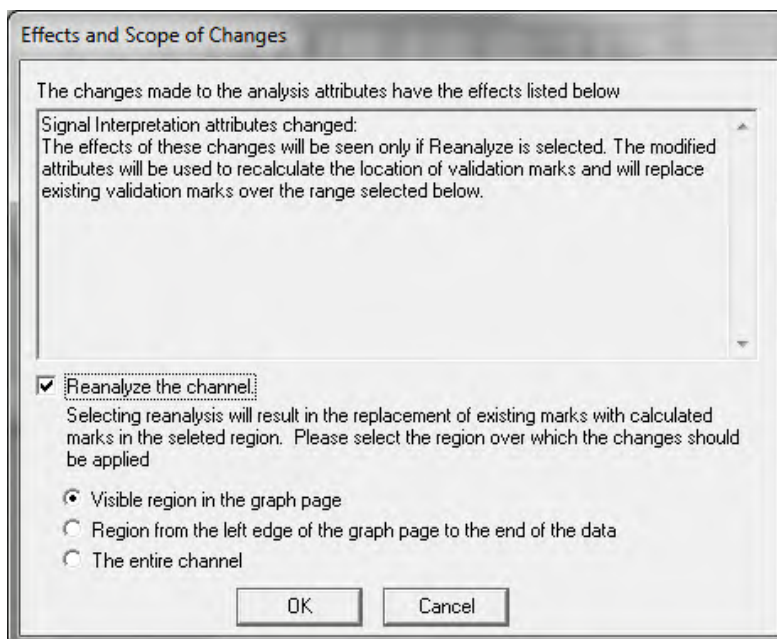 Effects and Scope of Changes
The changes made to the analysis attributes have the effects listed below
Signal Interpretation attributes changed:
The effects of these changes will be seen only if Reanalyze is selected. The modified
attributes will be used to recalculate the location of validation marks and will replace
existing validation marks over the range selected below.
Reanalyze the channel.
Selecting reanalysis will result in the replacement of existing marks with calculated
marks in the seleted region. Please select the region over which the changes should
be applied
Visible region in the graph page
Region from the left edge of the graph page to the end of the data
The entire channel
OK Cancel